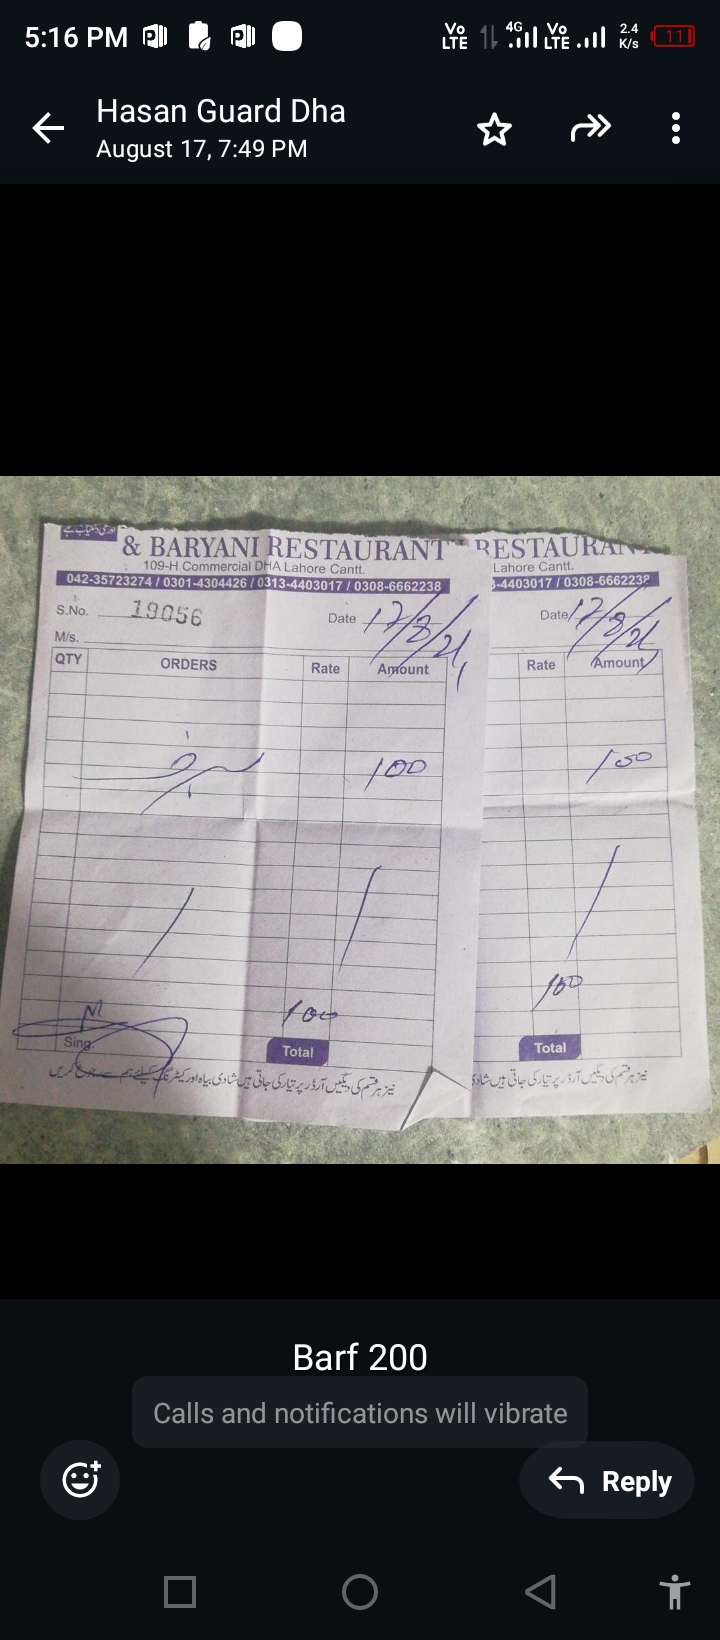 5:16 PM
Vo LTE 4G Vo LTE 2.4 K/s 11
Hasan Guard Dha
August 17, 7:49 PM
& BARYANI RESTAURANT
109-H Commercial DHA Lahore Cantt.
042-35723274 / 0301-4304426 / 0313-4403017 / 0308-6662238
S.No. 19056 Date 17/8/2
M/s.
QTY ORDERS Rate Amount
برف 100
100
Sing. Total
نیز ہر قسم کی دیگیں آرڈر پر تیار کی جاتی ہیں شادی بیاہ اور کیٹرنگ کیلئے ہم سے رجوع کریں
RESTAURANT
Lahore Cantt.
3-4403017 / 0308-6662238
Date 17/8/2
Rate Amount
100
100
Total
نیز ہر قسم کی دیگیں آرڈر پر تیار کی جاتی ہیں شاد
Barf 200
Calls and notifications will vibrate
Reply